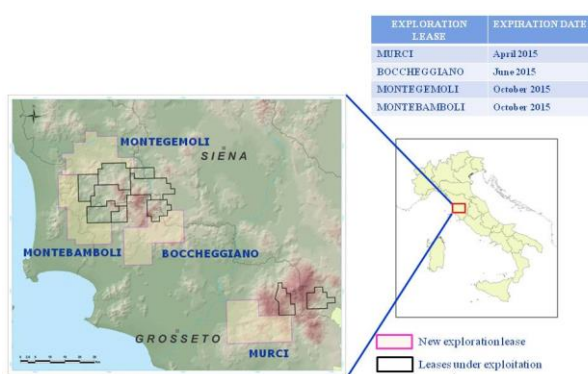 EXPLORATION LEASE EXPIRATION DATE
MURCI April 2015
BOCCHEGGIANO June 2015
MONTEGEMOLI October 2015
MONTEBAMBOLI October 2015
MONTEGEMOLI
SIENA
MONTEBAMBOLI
BOCCHEGGIANO
GROSSETO
MURCI
New exploration lease
Leases under exploitation